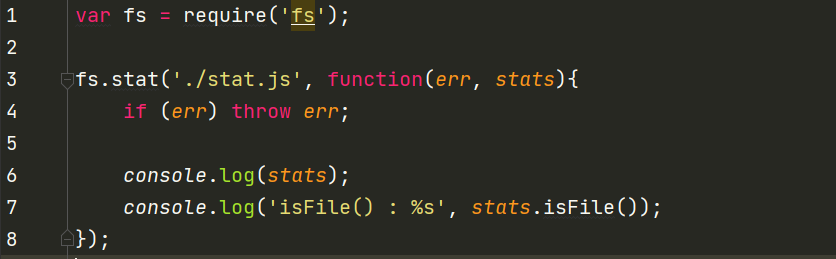 1 var fs = require('fs');
2
3 fs.stat('./stat.js', function(err, stats){
4 if (err) throw err;
5
6 console.log(stats);
7 console.log('isFile() : %s', stats.isFile());
8 });